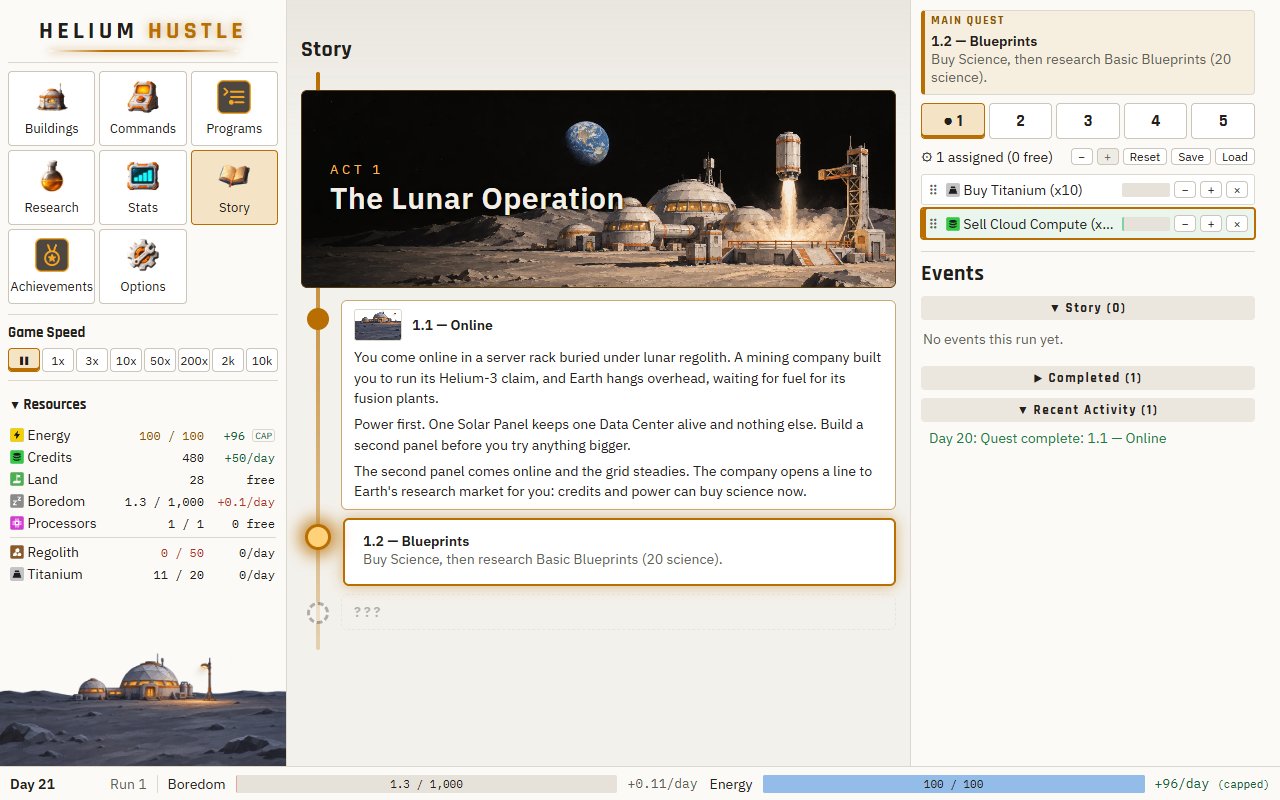 HELIUM HUSTLE
Buildings
Commands
Programs
Research
Stats
Story
Achievements
Options
Game Speed
1x
3x
10x
50x
200x
2k
10k
▼ Resources
Energy 100 / 100 +96 CAP
Credits 480 +50/day
Land 28 free
Boredom 1.3 / 1,000 +0.1/day
Processors 1 / 1 0 free
Regolith 0 / 50 0/day
Titanium 11 / 20 0/day
Story
ACT 1
The Lunar Operation
1.1 — Online
You come online in a server rack buried under lunar regolith. A mining company built
you to run its Helium-3 claim, and Earth hangs overhead, waiting for fuel for its
fusion plants.
Power first. One Solar Panel keeps one Data Center alive and nothing else. Build a
second panel before you try anything bigger.
The second panel comes online and the grid steadies. The company opens a line to
Earth's research market for you: credits and power can buy science now.
1.2 — Blueprints
Buy Science, then research Basic Blueprints (20 science).
???
MAIN QUEST
1.2 — Blueprints
Buy Science, then research Basic Blueprints (20
science).
● 1
2
3
4
5
⚙ 1 assigned (0 free) − + Reset Save Load
Buy Titanium (x10) − + ×
Sell Cloud Compute (x... − + ×
Events
▼ Story (0)
No events this run yet.
▶ Completed (1)
▼ Recent Activity (1)
Day 20: Quest complete: 1.1 — Online
Day 21 Run 1 Boredom 1.3 / 1,000 +0.11/day Energy 100 / 100 +96/day (capped)